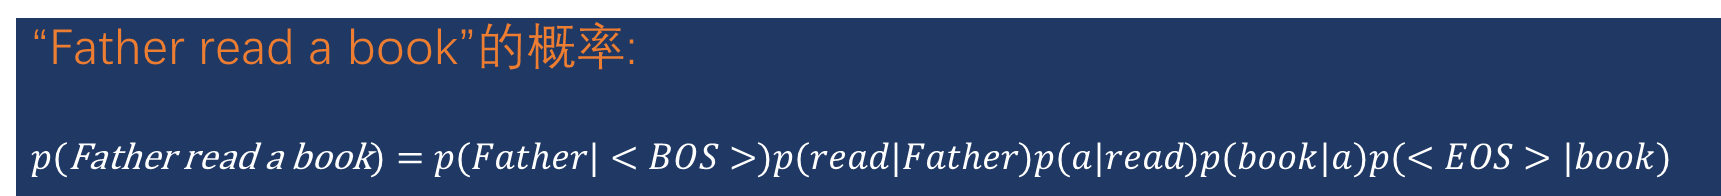 “Father read a book”的概率:
p(Father read a book) = p(Father| < BOS >)p(read|Father)p(a|read)p(book|a)p(< EOS > |book)